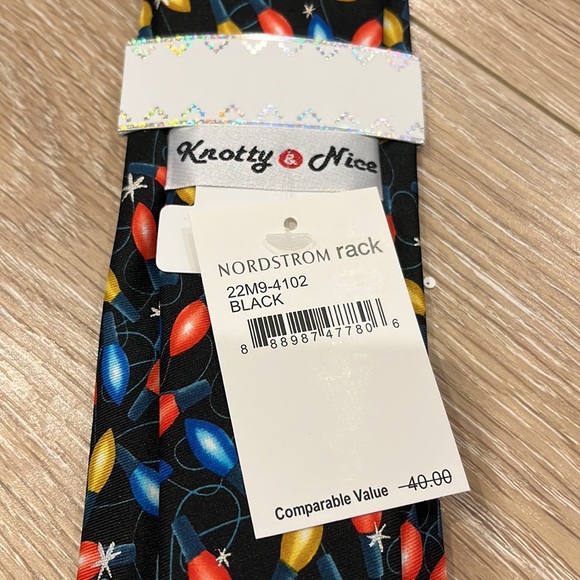 Knotty & Nice
NORDSTROM rack
22M9-4102
BLACK
8 88987 47780 6
Comparable Value 40.00